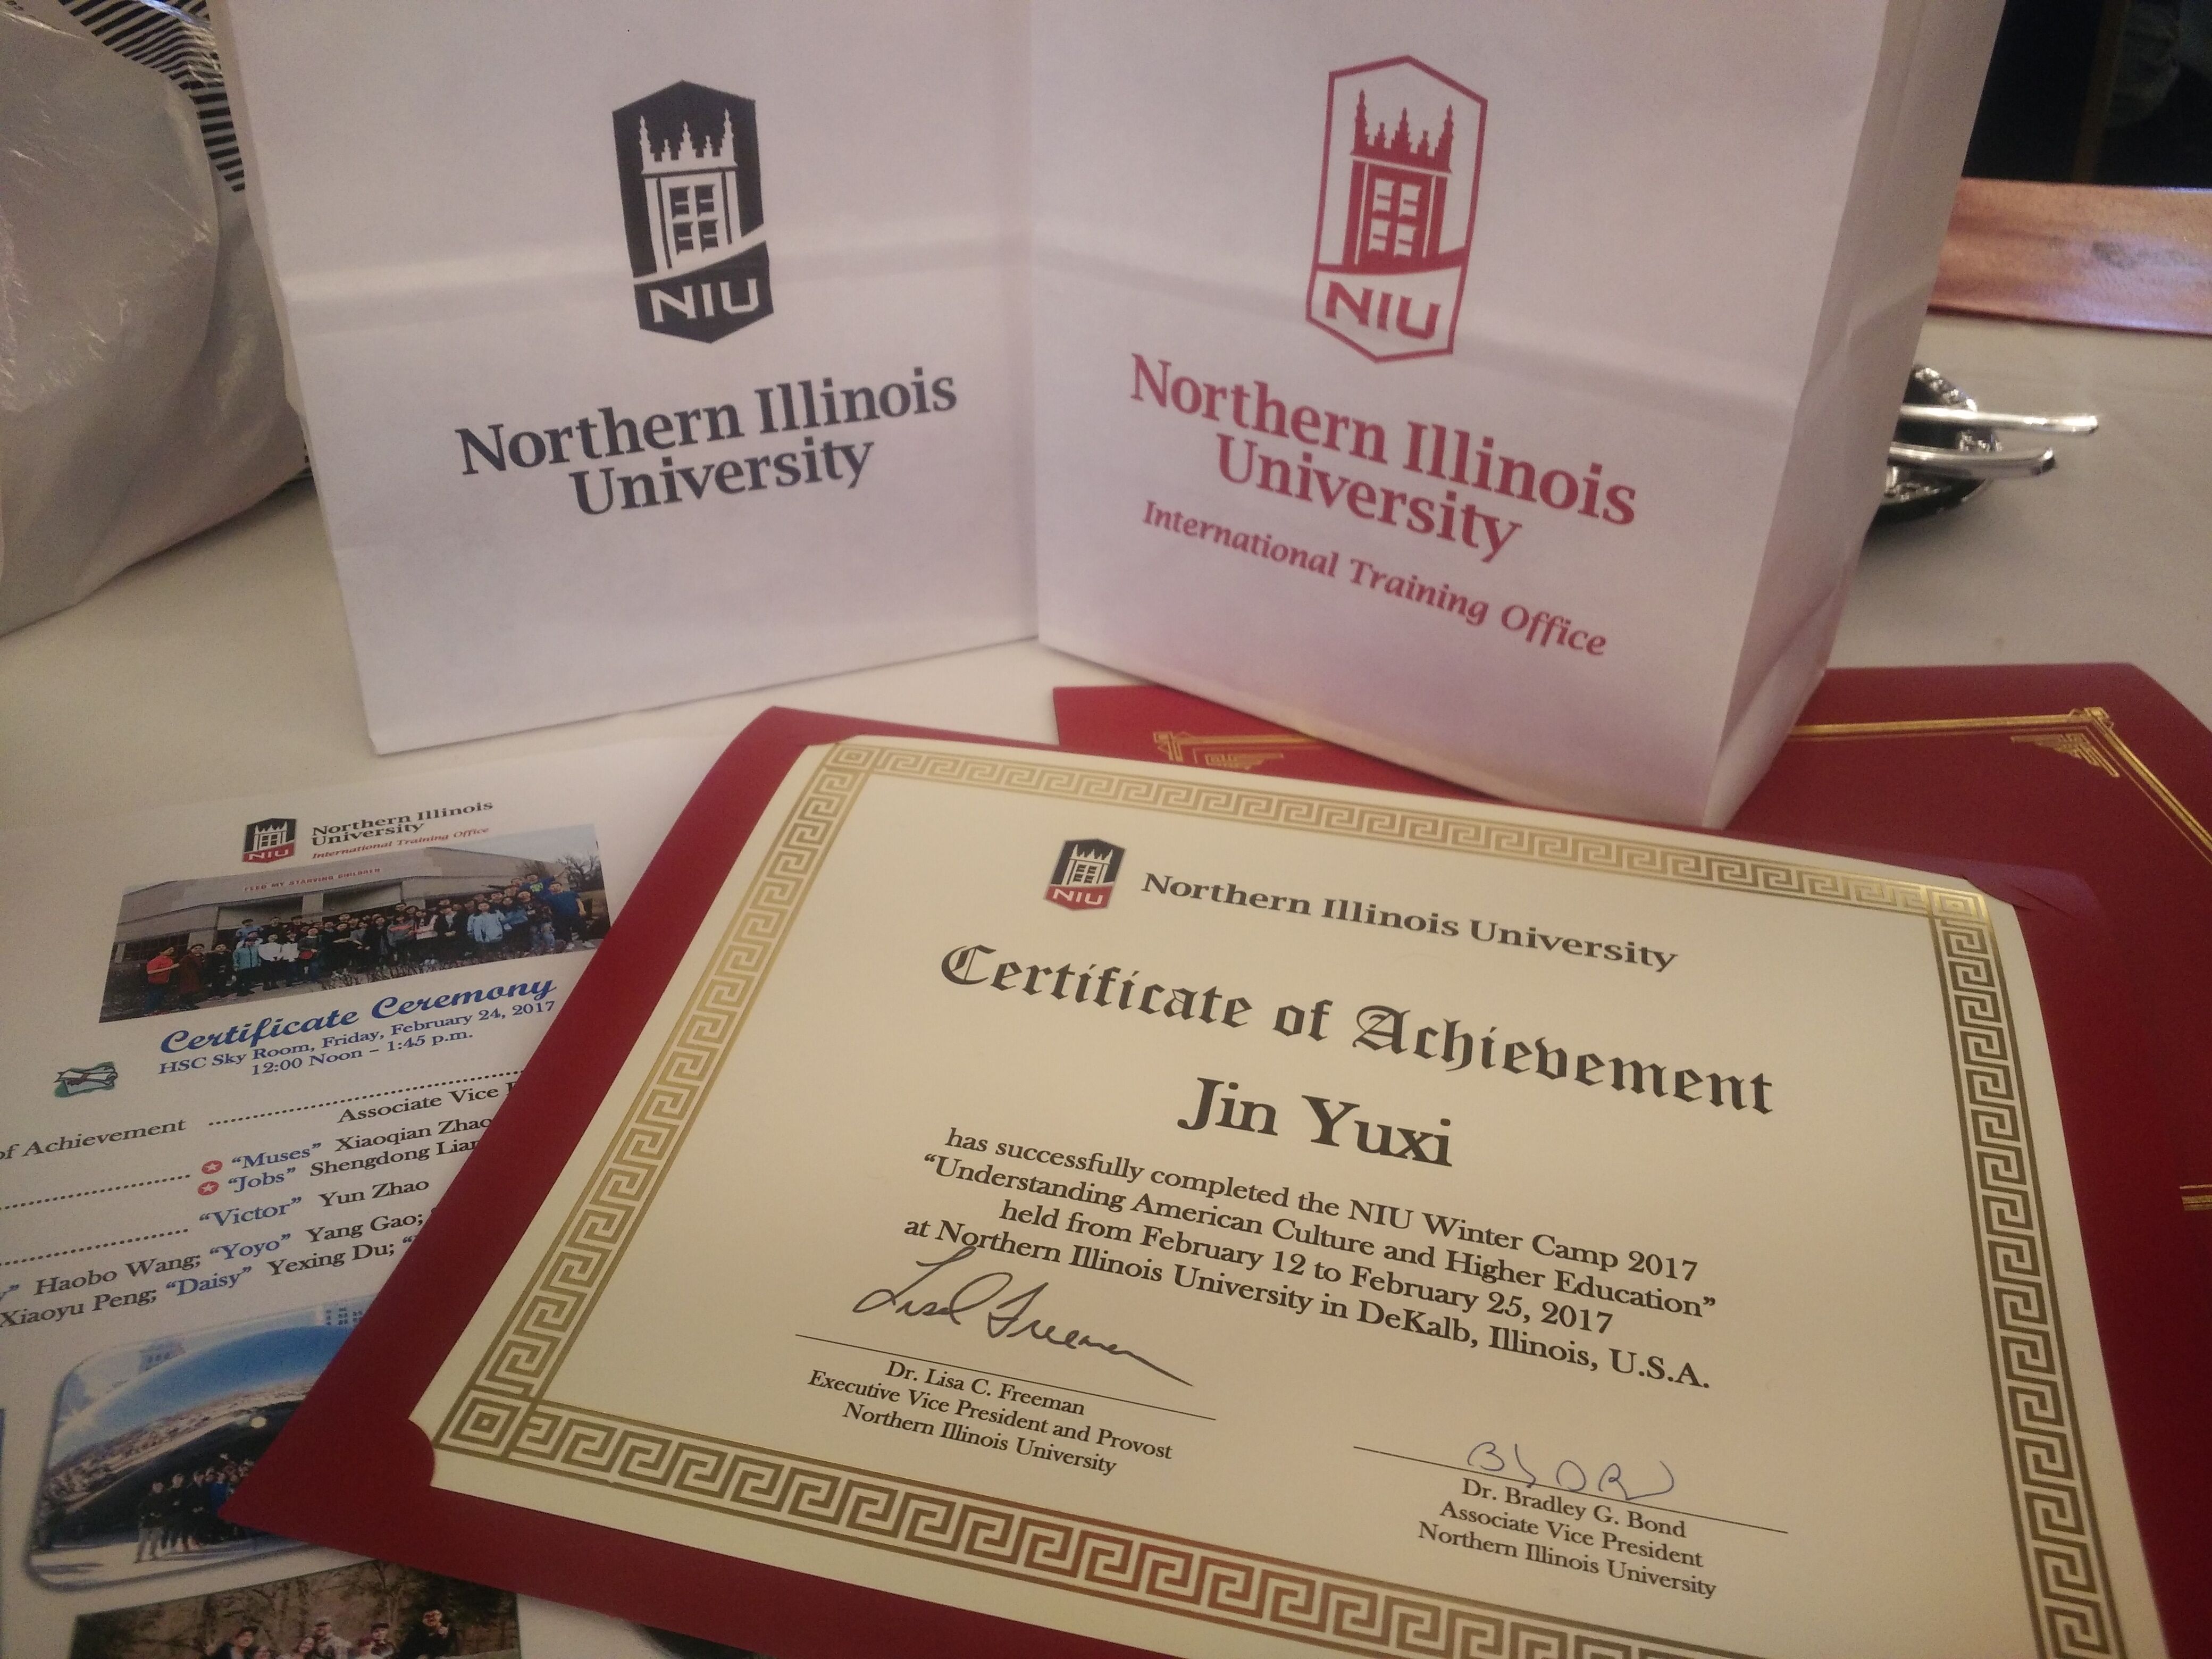 NIU
Northern Illinois
University
NIU
Northern Illinois
University
International Training Office
NIU
Northern Illinois
University
International Training Office
FEED MY STARVING CHILDREN
Certificate Ceremony
HSC Sky Room, Friday, February 24, 2017
12:00 Noon – 1:45 p.m.
of Achievement ........................ Associate Vice
"Muses" Xiaoqian Zhao
"Jobs" Shengdong
"Victor" Yun Zhao
Haobo Wang; "Yoyo" Yang Gao;
Xiaoyu Peng; "Daisy" Yexing Du; "
NIU
Northern Illinois University
Certificate of Achievement
Jin Yuxi
has successfully completed the NIU Winter Camp 2017
"Understanding American Culture and Higher Education"
held from February 12 to February 25, 2017
at Northern Illinois University in DeKalb, Illinois, U.S.A.
Lisa Freeman
Dr. Lisa C. Freeman
Executive Vice President and Provost
Northern Illinois University
Dr. Bradley G. Bond
Associate Vice President
Northern Illinois University